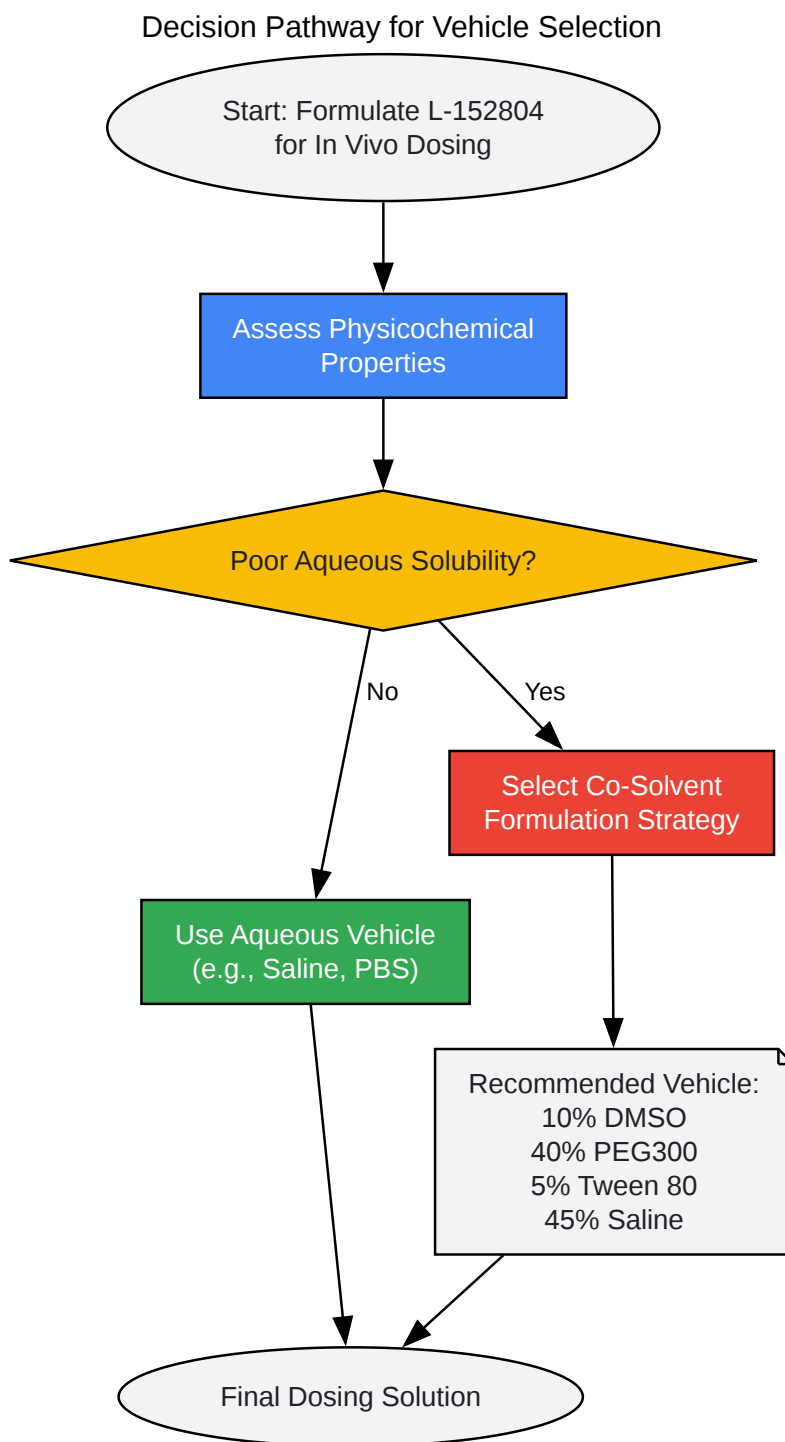 Decision Pathway for Vehicle Selection
Start: Formulate L-152804
for In Vivo Dosing
Assess Physicochemical
Properties
Poor Aqueous Solubility?
No
Yes
Select Co-Solvent
Formulation Strategy
Use Aqueous Vehicle
(e.g., Saline, PBS)
Recommended Vehicle:
10% DMSO
40% PEG300
5% Tween 80
45% Saline
Final Dosing Solution